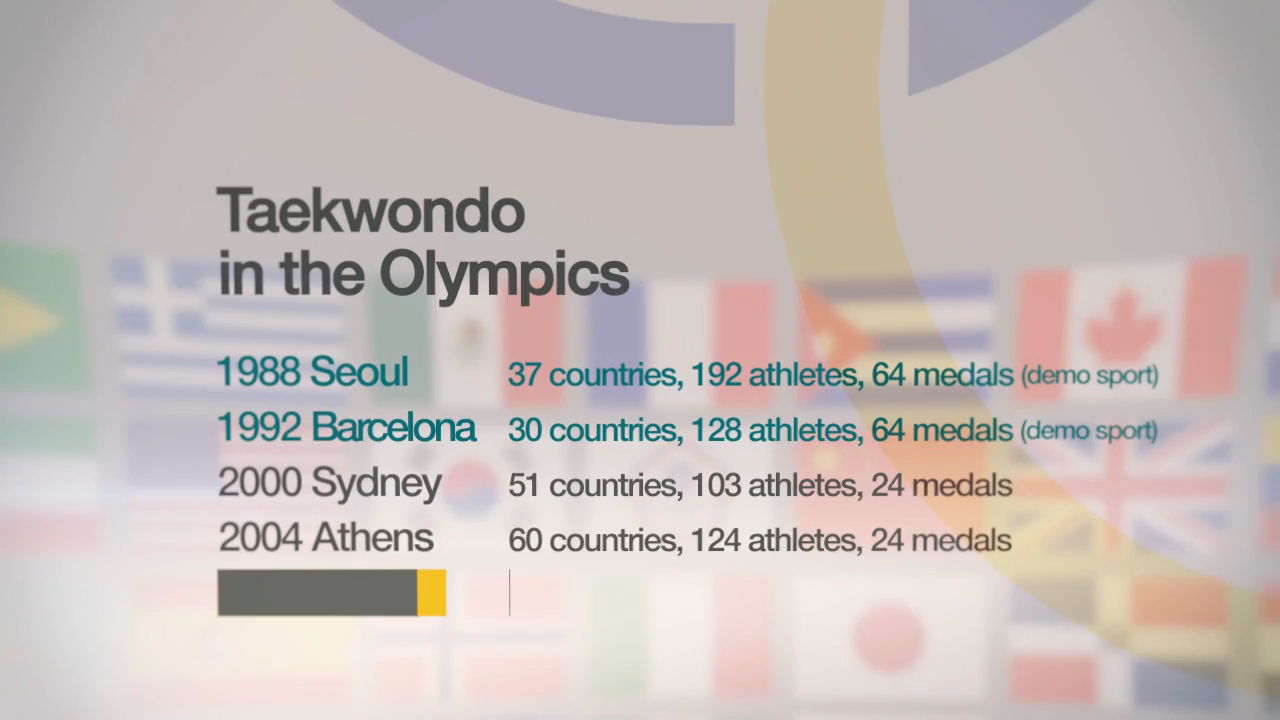 Taekwondo
in the Olympics
1988 Seoul 37 countries, 192 athletes, 64 medals (demo sport)
1992 Barcelona 30 countries, 128 athletes, 64 medals (demo sport)
2000 Sydney 51 countries, 103 athletes, 24 medals
2004 Athens 60 countries, 124 athletes, 24 medals